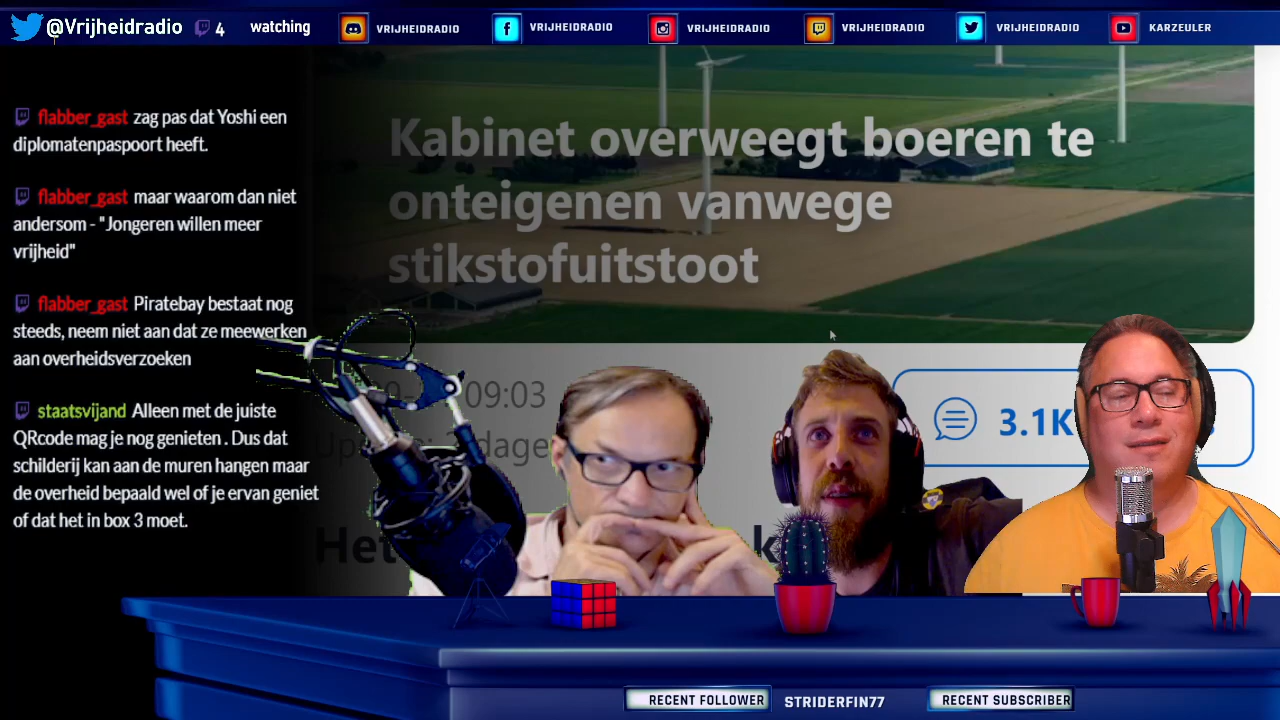 @Vrijheidradio 4 watching VRIJHEIDRADIO VRIJHEIDRADIO VRIJHEIDRADIO VRIJHEIDRADIO VRIJHEIDRADIO KARZEULER
flabber_gast zag pas dat Yoshi een
diplomatenpaspoort heeft.
flabber_gast maar waarom dan niet
andersom - "Jongeren willen meer
vrijheid"
flabber_gast Piratebay bestaat nog
steeds, neem niet aan dat ze meewerken
aan overheidsverzoeken
staatsvijand Alleen met de juiste
QRcode mag je nog genieten . Dus dat
schilderij kan aan de muren hangen maar
de overheid bepaald wel of je ervan geniet
of dat het in box 3 moet.
Kabinet overweegt boeren te
onteigenen vanwege
stikstofuitstoot
09:03
3.1K
Het
RECENT FOLLOWER STRIDERFIN77 RECENT SUBSCRIBER